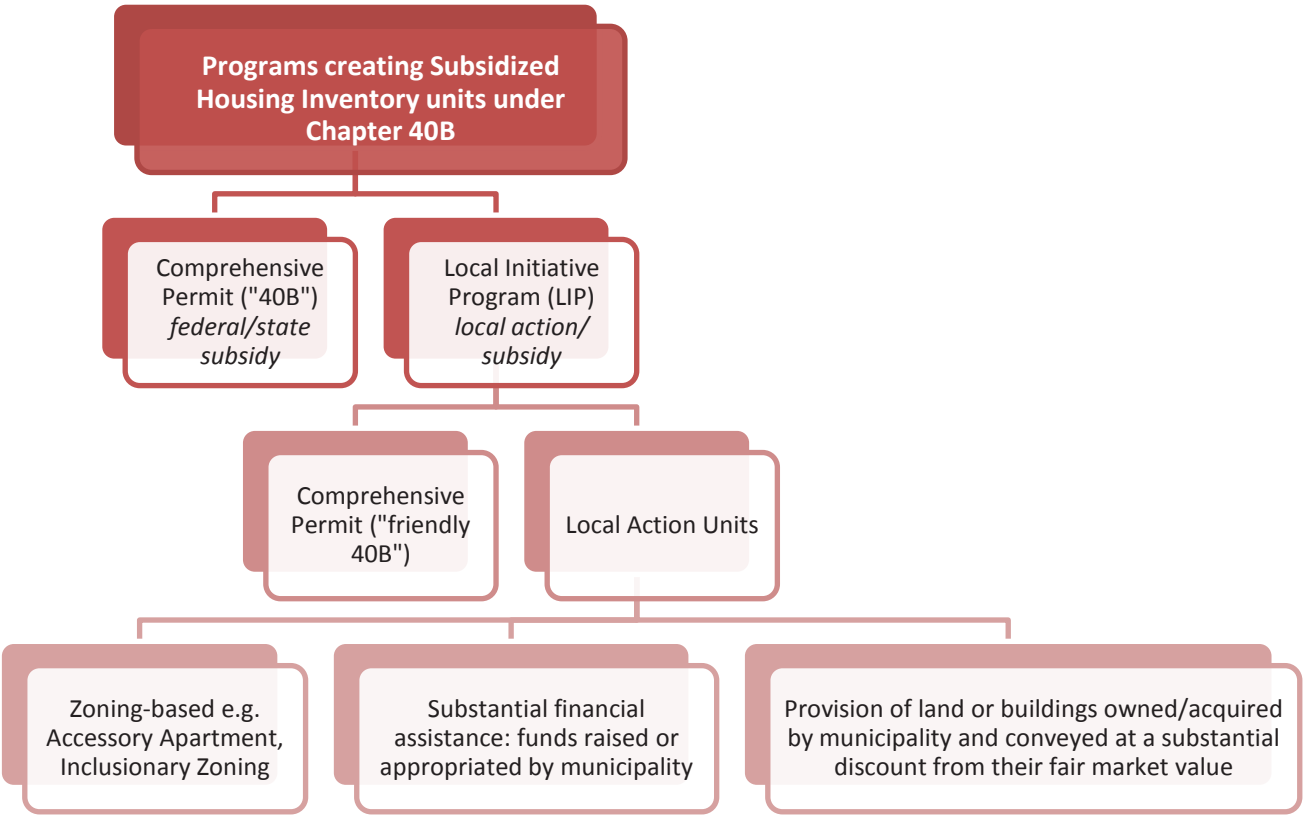 Programs creating Subsidized
Housing Inventory units under
Chapter 40B
Comprehensive
Permit ("40B")
federal/state
subsidy
Local Initiative
Program (LIP)
local action/
subsidy
Comprehensive
Permit ("friendly
40B")
Local Action Units
Zoning-based e.g.
Accessory Apartment,
Inclusionary Zoning
Substantial financial
assistance: funds raised or
appropriated by municipality
Provision of land or buildings owned/acquired
by municipality and conveyed at a substantial
discount from their fair market value